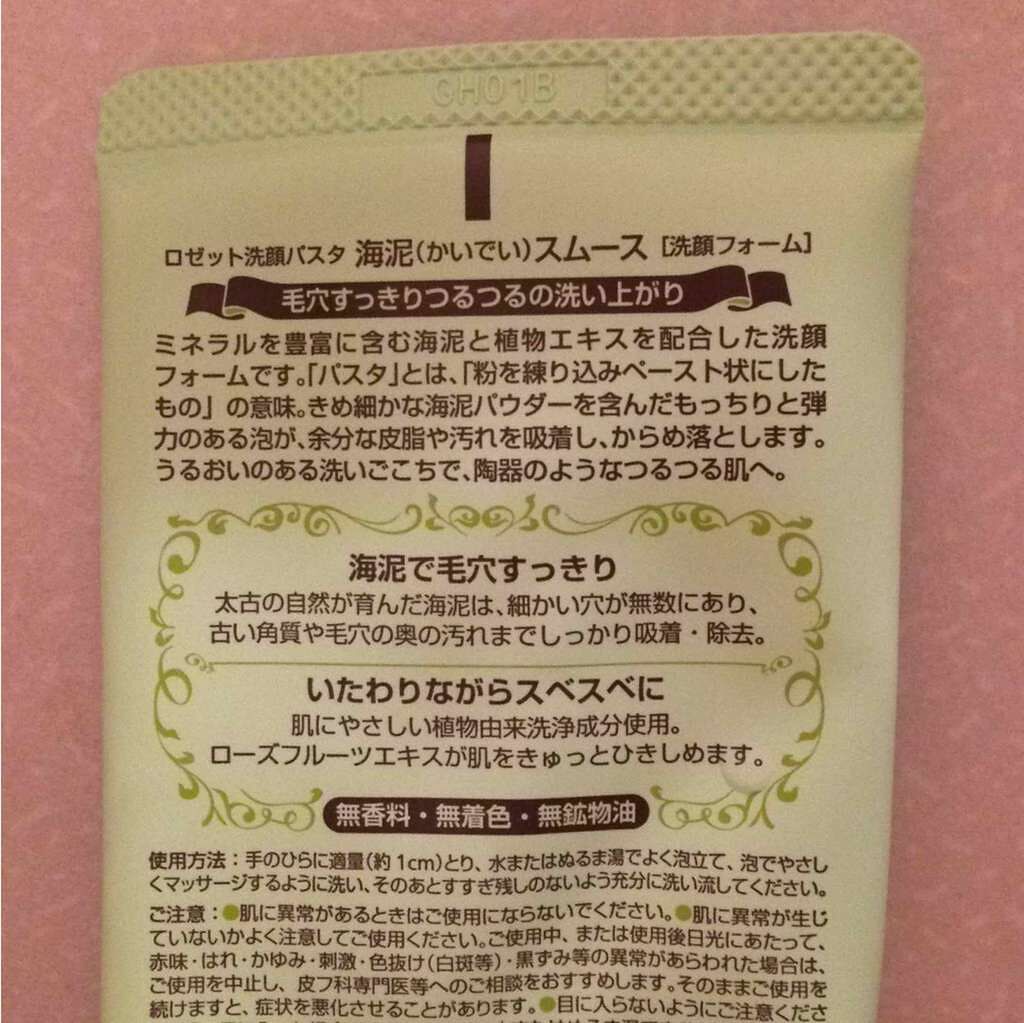 CH01B
ロゼット洗顔パスタ 海泥(かいでい)スムース [洗顔フォーム]
毛穴すっきりつるつるの洗い上がり
ミネラルを豊富に含む海泥と植物エキスを配合した洗顔
フォームです。「パスタ」とは、「粉を練り込みペースト状にした
もの」の意味。きめ細かな海泥パウダーを含んだもっちりと弾
力のある泡が、余分な皮脂や汚れを吸着し、からめ落とします。
うるおいのある洗いごこちで、陶器のようなつるつる肌へ。
海泥で毛穴すっきり
太古の自然が育んだ海泥は、細かい穴が無数にあり、
古い角質や毛穴の奥の汚れまでしっかり吸着・除去。
いたわりながらスベスベに
肌にやさしい植物由来洗浄成分使用。
ローズフルーツエキスが肌をきゅっとひきしめます。
無香料・無着色・無鉱物油
使用方法：手のひらに適量(約1cm)とり、水またはぬるま湯でよく泡立て、泡でやさし
くマッサージするように洗い、そのあとすすぎ残しのないよう充分に洗い流してください。
ご注意：●肌に異常があるときはご使用にならないでください。●肌に異常が生じ
ていないかよく注意してご使用ください。ご使用中、または使用後日光にあたって、
赤味・はれ・かゆみ・刺激・色抜け(白斑等)・黒ずみ等の異常があらわれた場合は、
ご使用を中止し、皮フ科専門医等へのご相談をおすすめします。そのままご使用を
続けますと、症状を悪化させることがあります。●目に入らないようにご注意くださ